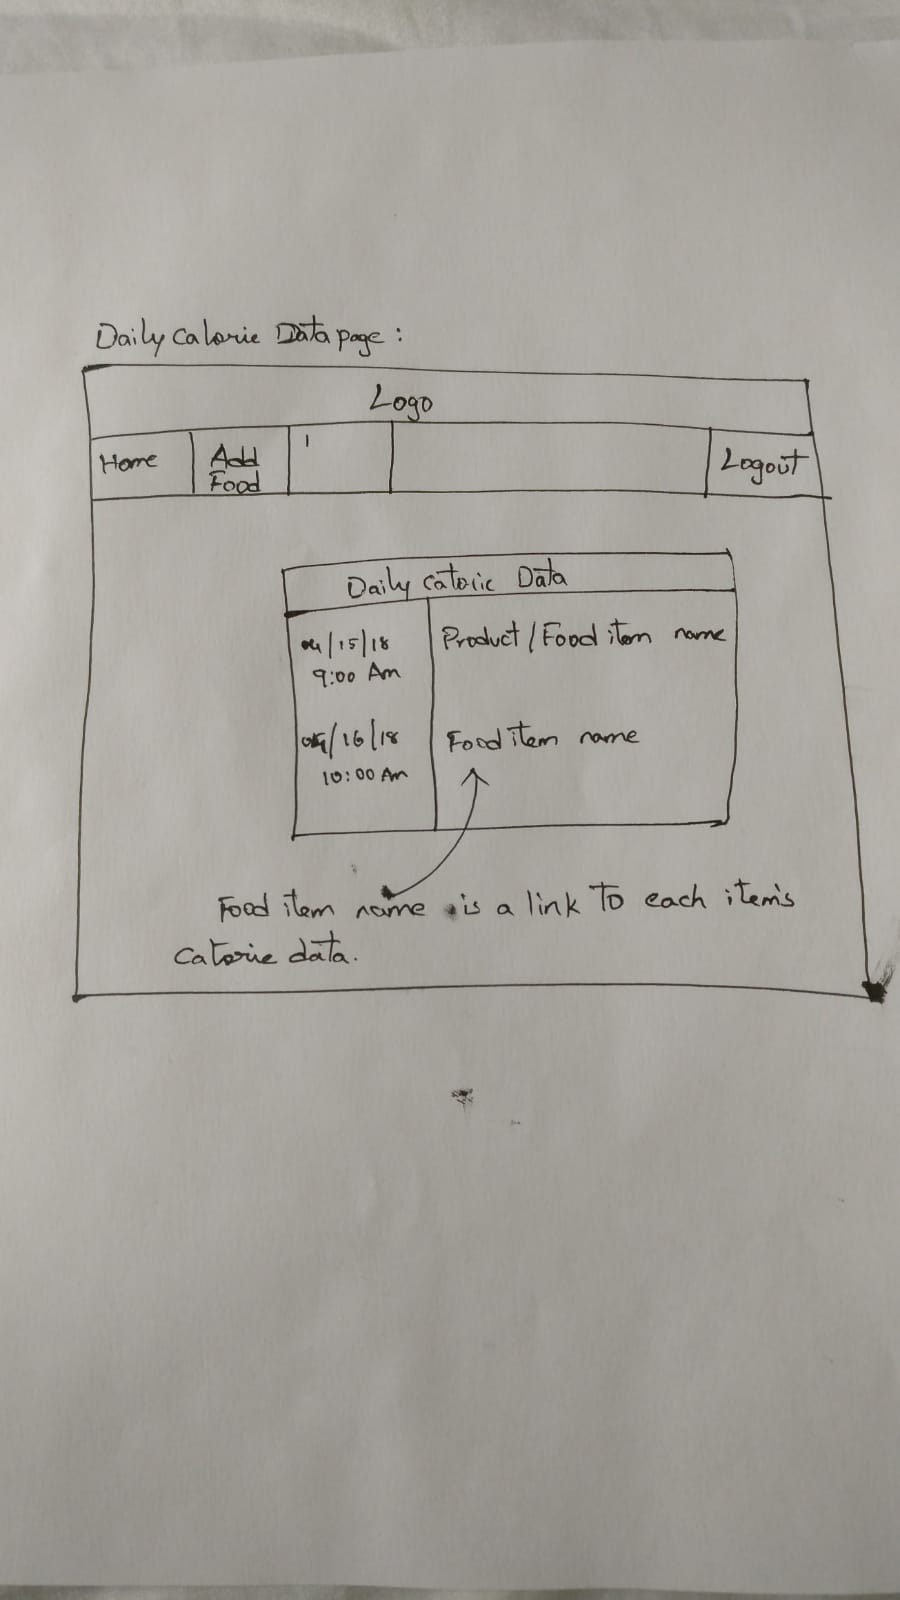 Daily Calorie Data page :
Logo
Home
Add
Food
Logout
Daily Calorie Data
04/15/18
9:00 Am
Product / Food item name
04/16/18
10:00 Am
Food item name
Food item name is a link to each item's
Calorie data.